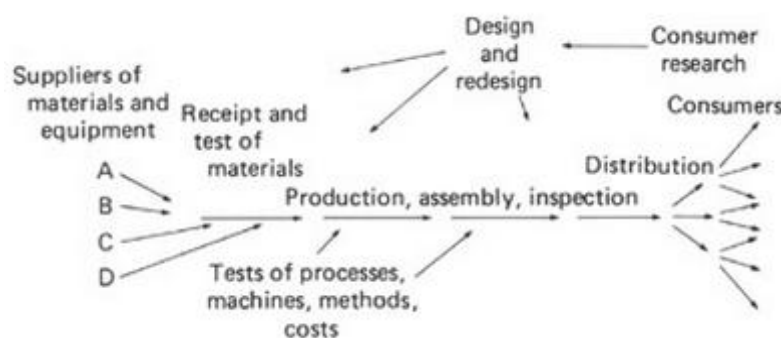 Design
and
redesign
Consumer
research
Suppliers of
materials and
equipment
Receipt and
test of
materials
Consumers
A
B
C
D
Distribution
Production, assembly, inspection
Tests of processes,
machines, methods,
costs